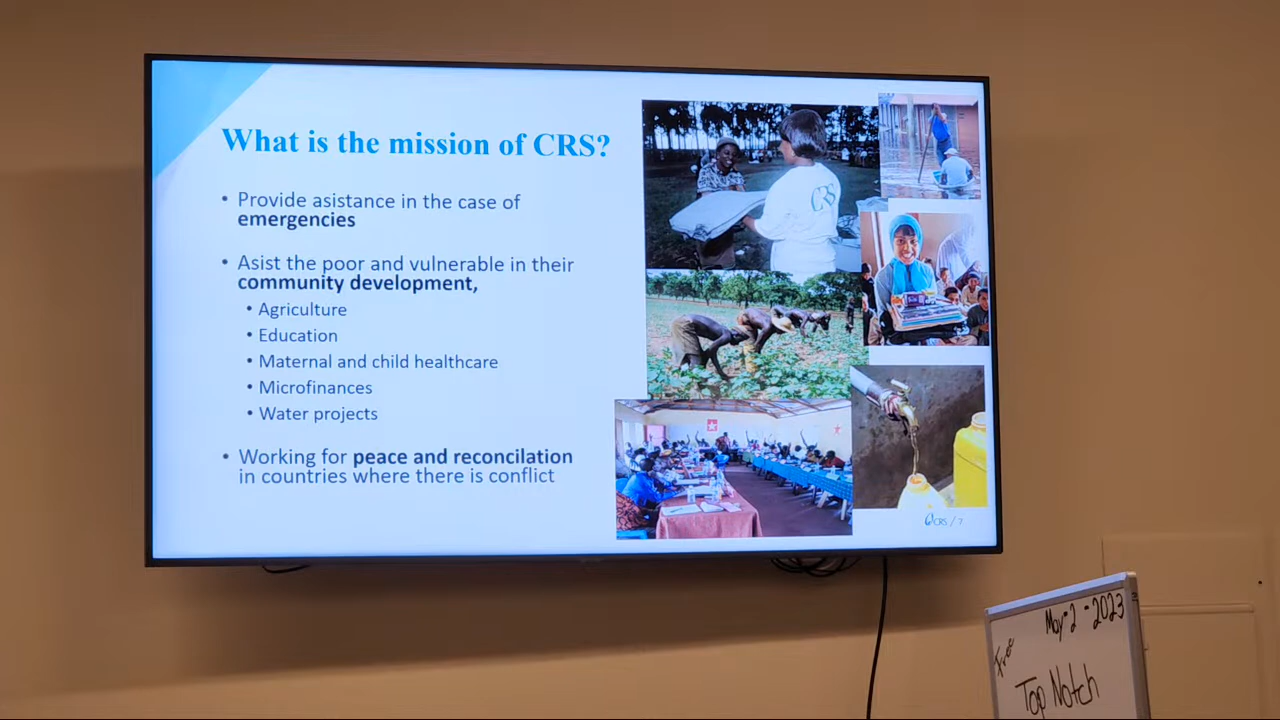 What is the mission of CRS?
• Provide asistance in the case of
emergencies
• Asist the poor and vulnerable in their
community development,
• Agriculture
• Education
• Maternal and child healthcare
• Microfinances
• Water projects
• Working for peace and reconciliation
in countries where there is conflict
CRS
CRS / 7
May-2-2023
Free
Top Notch